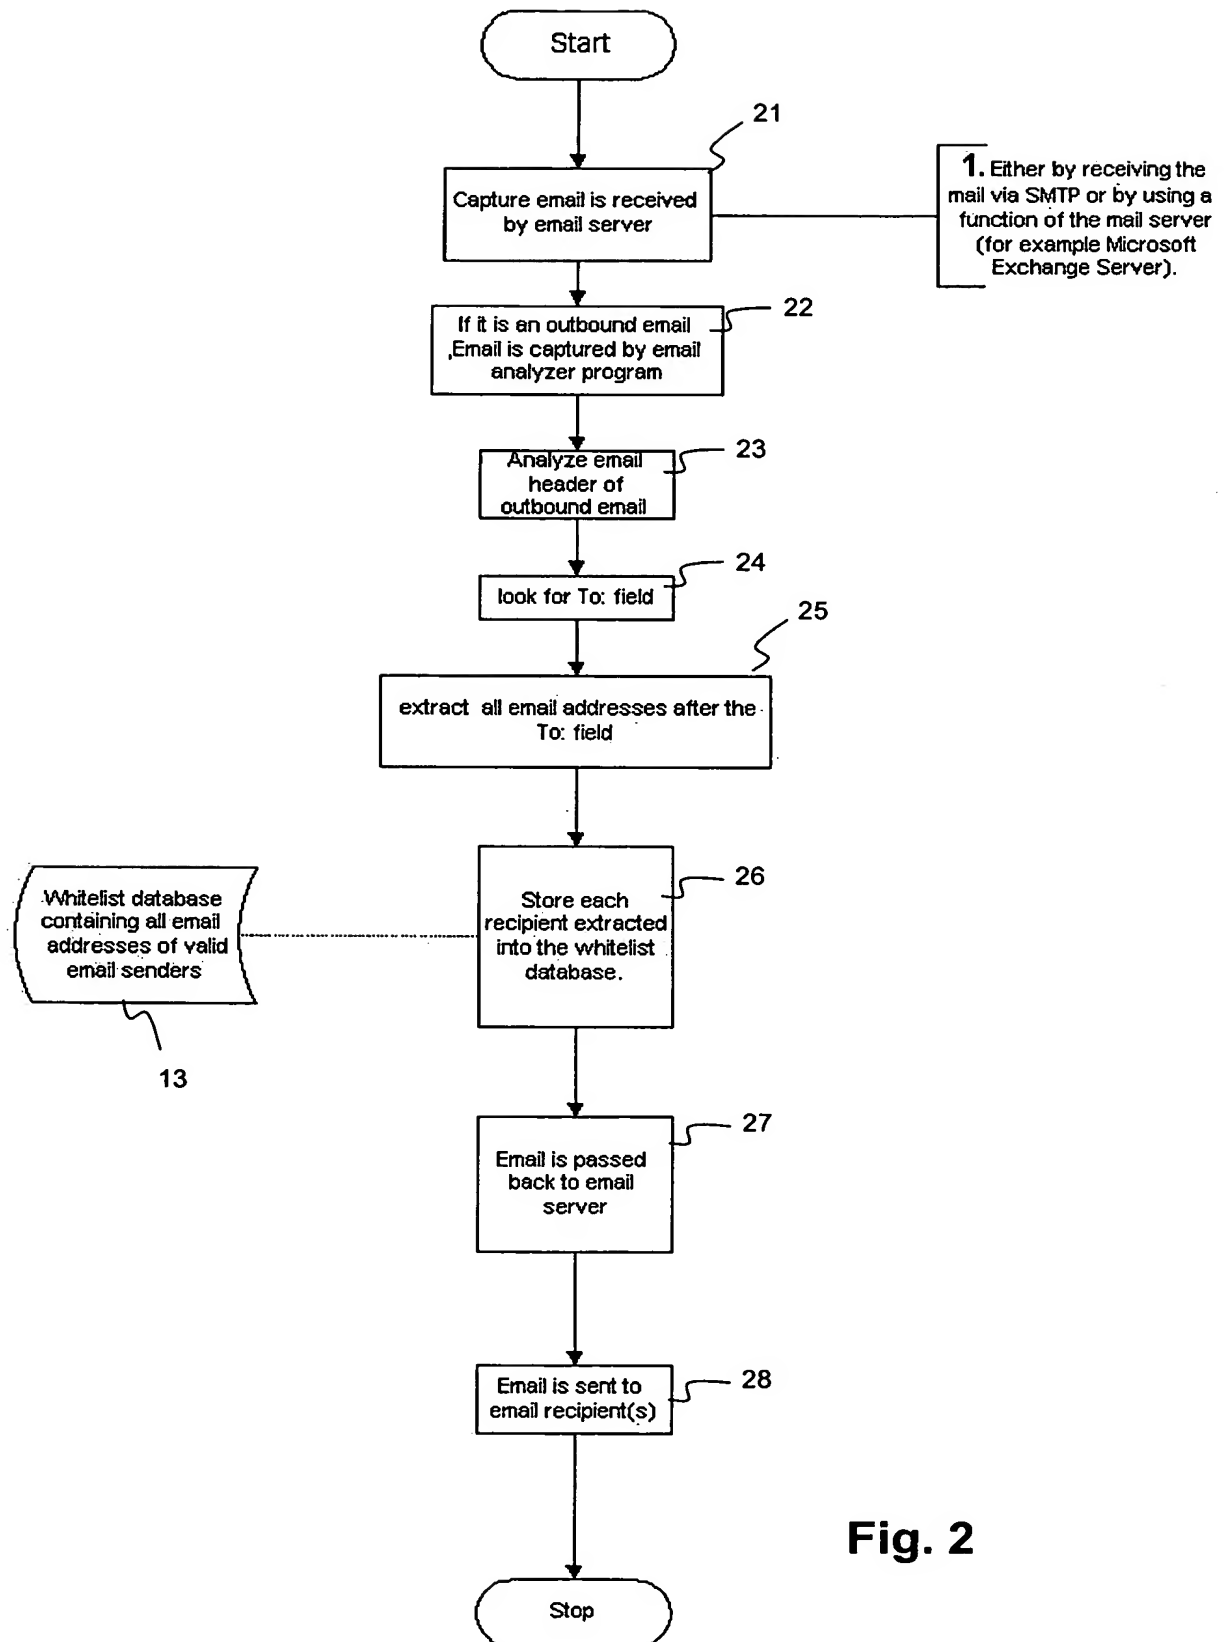 Start
21
Capture email is received
by email server
1. Either by receiving the
mail via SMTP or by using a
function of the mail server
(for example Microsoft
Exchange Server).
22
If it is an outbound email
,Email is captured by email
analyzer program
23
Analyze email
header of
outbound email
24
look for To: field
25
extract all email addresses after the
To: field
26
Store each
recipient extracted
into the whitelist
database.
Whitelist database
containing all email
addresses of valid
email senders
13
27
Email is passed
back to email
server
28
Email is sent to
email recipient(s)
Fig. 2
Stop